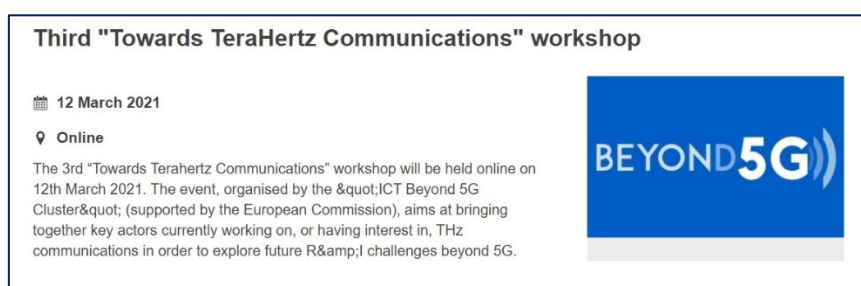 Third "Towards TeraHertz Communications" workshop
12 March 2021
Online
The 3rd “Towards Terahertz Communications” workshop will be held online on
12th March 2021. The event, organised by the &quot;ICT Beyond 5G
Cluster&quot; (supported by the European Commission), aims at bringing
together key actors currently working on, or having interest in, THz
communications in order to explore future R&amp;I challenges beyond 5G.
BEYOND5G